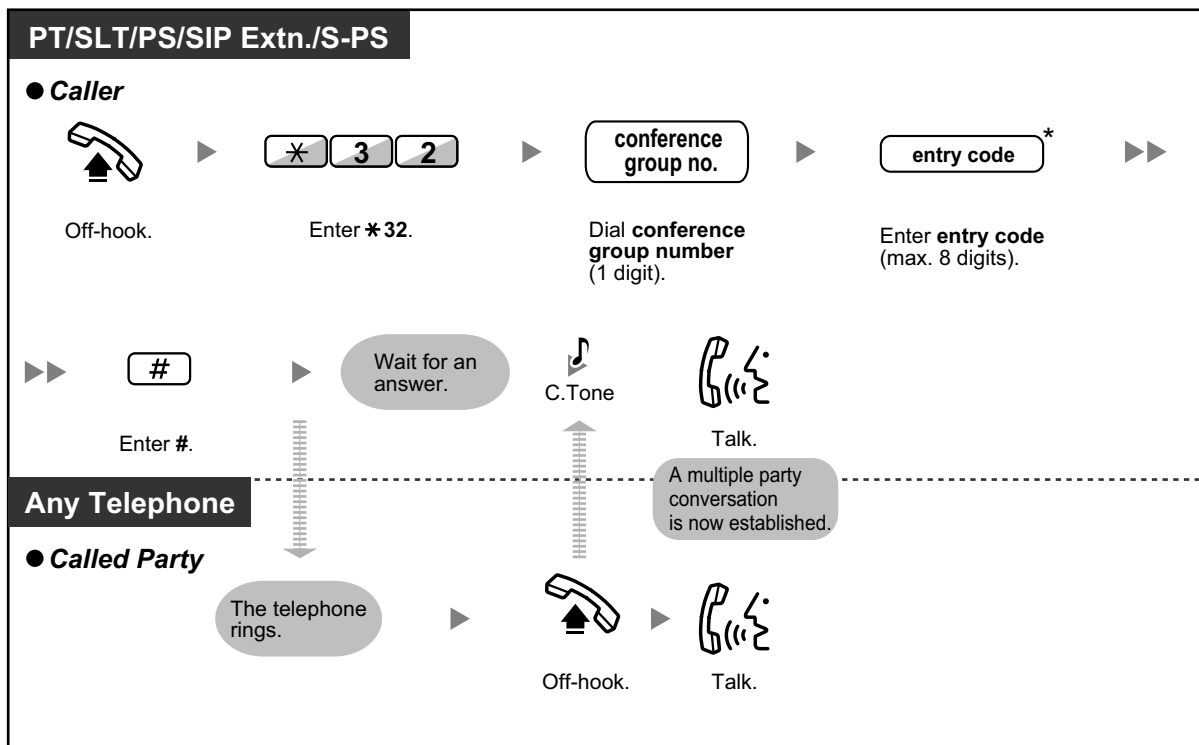 PT/SLT/PS/SIP Extn./S-PS
● Caller
✳ 3 2
conference
group no.
entry code*
Off-hook.
Enter ✳32.
Dial conference
group number
(1 digit).
Enter entry code
(max. 8 digits).
#
Wait for an
answer.
C.Tone
Enter #.
Talk.
A multiple party
conversation
is now established.
Any Telephone
● Called Party
The telephone
rings.
Off-hook.
Talk.